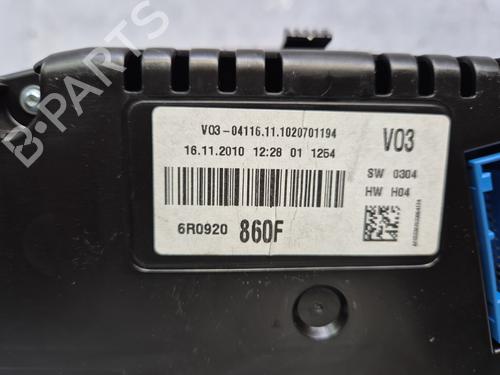 V03-04116.11.1020701194
V03
16.11.2010 12:28 01 1254
SW 0304
HW H04
6R0920 860F
B-PARTS